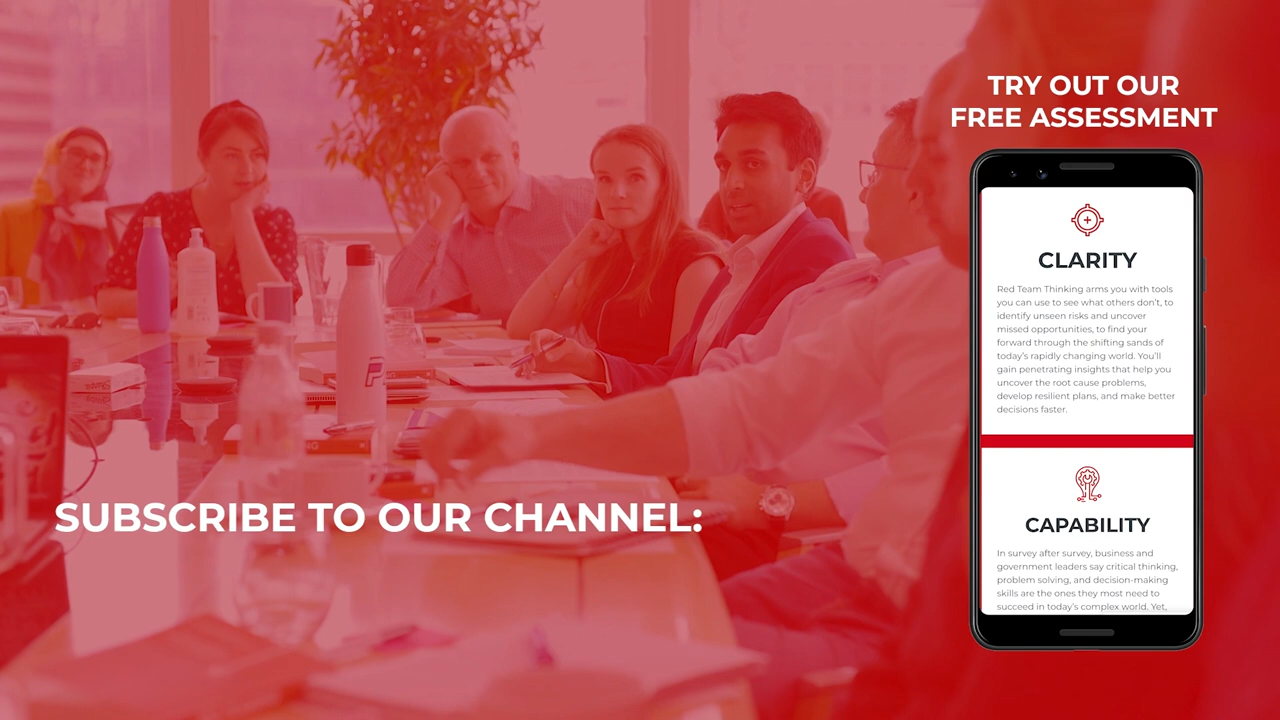 TRY OUT OUR
FREE ASSESSMENT
CLARITY
Red Team Thinking arms you with tools
you can use to see what others don't, to
identify unseen risks and uncover
missed opportunities, to find your
forward through the shifting sands of
today's rapidly changing world. You'll
gain penetrating insights that help you
uncover the root cause problems,
develop resilient plans, and make better
decisions faster.
CAPABILITY
In survey after survey, business and
government leaders say critical thinking,
problem solving, and decision-making
skills are the ones they most need to
succeed in today's complex world. Yet,
SUBSCRIBE TO OUR CHANNEL: